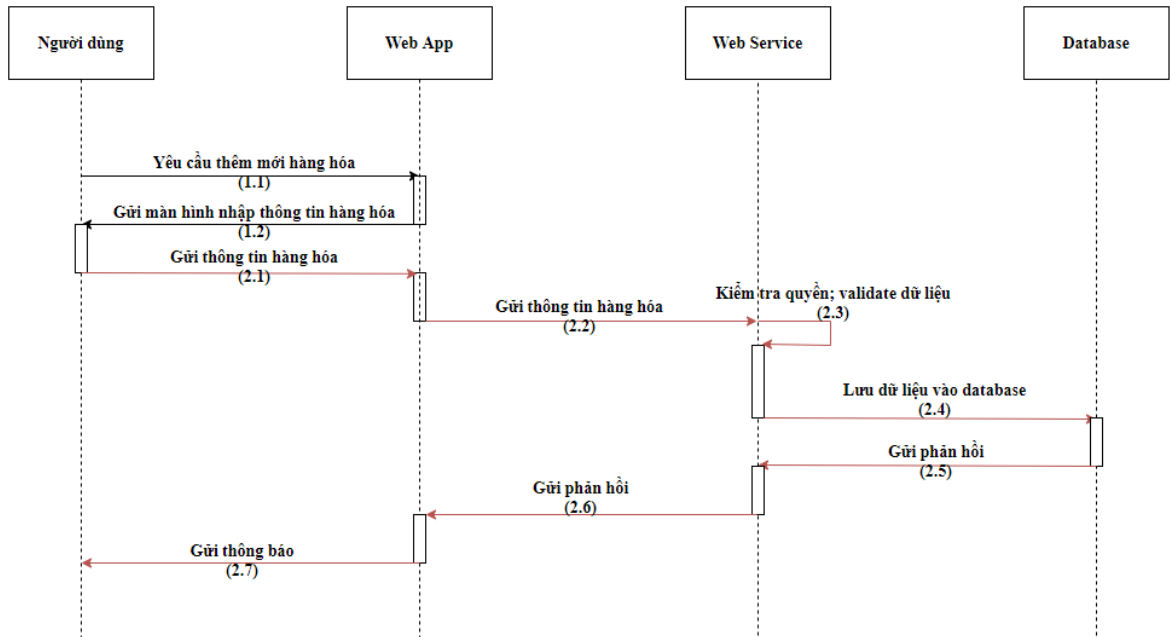 Người dùng
Web App
Web Service
Database
Yêu cầu thêm mới hàng hóa
(1.1)
Gửi màn hình nhập thông tin hàng hóa
(1.2)
Gửi thông tin hàng hóa
(2.1)
Gửi thông tin hàng hóa
(2.2)
Kiểm tra quyền; validate dữ liệu
(2.3)
Lưu dữ liệu vào database
(2.4)
Gửi phản hồi
(2.5)
Gửi phản hồi
(2.6)
Gửi thông báo
(2.7)